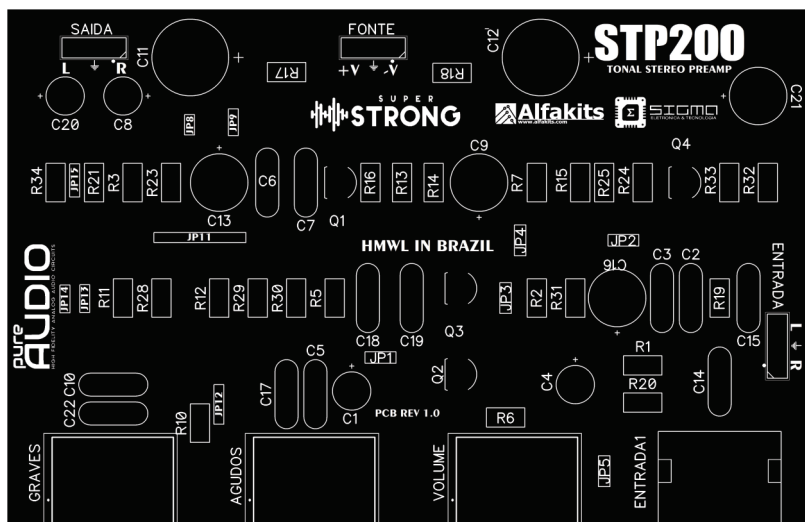 SAIDA
L
R
C20
C8
C11
R17
FONTE
+V
-V
R18
C12
STP200
TONAL STEREO PREAMP
SUPER
STRONG
Alfakits
www.alfakits.com
SIGMA
ELETRONICA & TECNOLOGIA
C21
JP8
JP9
R34
JP15
R21
R3
R23
C13
C6
C7
Q1
R16
R13
R14
C9
R7
R15
R25
R24
Q4
R33
R32
JP11
HMWL IN BRAZIL
JP4
JP2
pure
AUDIO
HIGH FIDELITY ANALOG AUDIO CIRCUITS
JP14
JP13
R11
R28
R12
R29
R30
R5
C18
C19
Q3
JP3
R2
R31
C16
C3
C2
R19
C15
ENTRADA
L
R
C10
C22
R10
JP12
C17
C5
JP1
C1
Q2
PCB REV 1.0
C4
R1
R20
C14
R6
GRAVES
AGUDOS
VOLUME
JP5
ENTRADA1